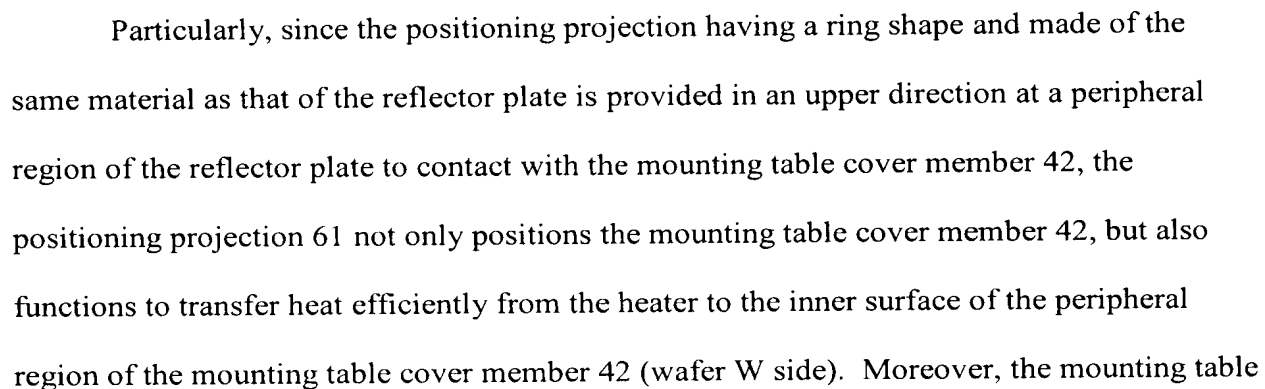 Particularly, since the positioning projection having a ring shape and made of the
same material as that of the reflector plate is provided in an upper direction at a peripheral
region of the reflector plate to contact with the mounting table cover member 42, the
positioning projection 61 not only positions the mounting table cover member 42, but also
functions to transfer heat efficiently from the heater to the inner surface of the peripheral
region of the mounting table cover member 42 (wafer W side). Moreover, the mounting table